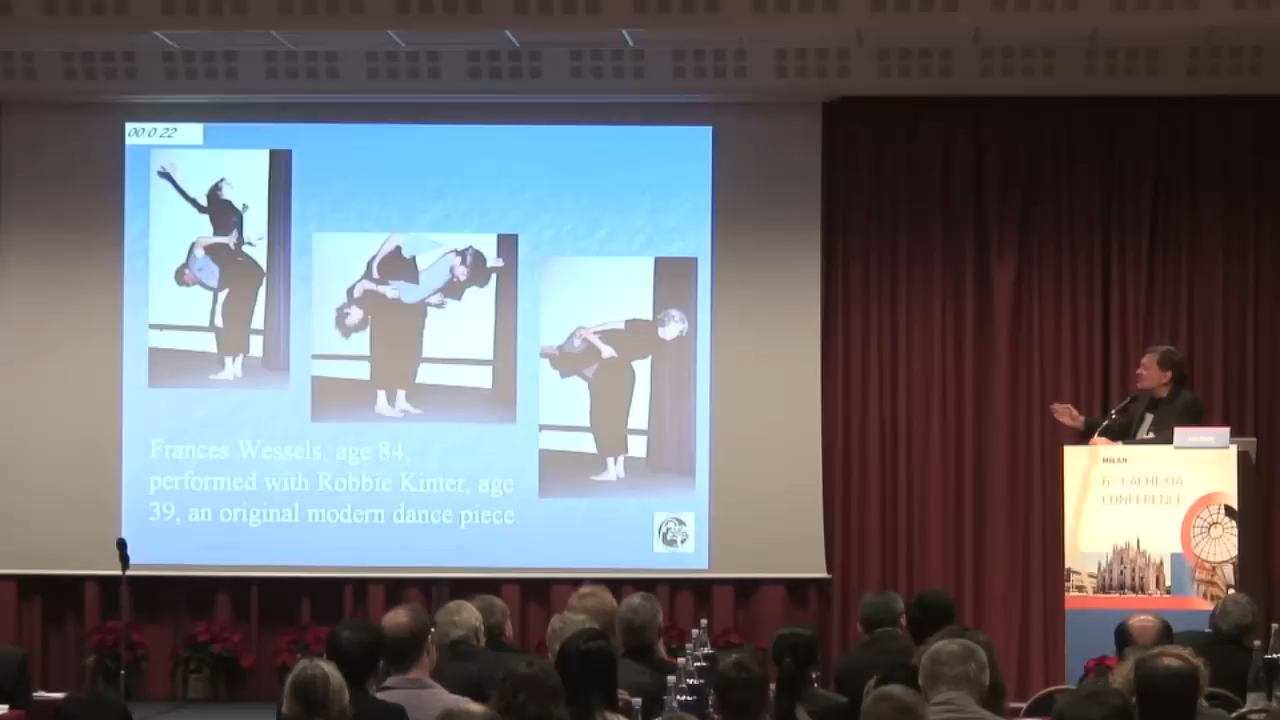 00 0 22
Frances Wessels, age 84,
performed with Robbie Kinter, age
39, an original modern dance piece.
MILAN
6th CACHEXIA
CONFERENCE